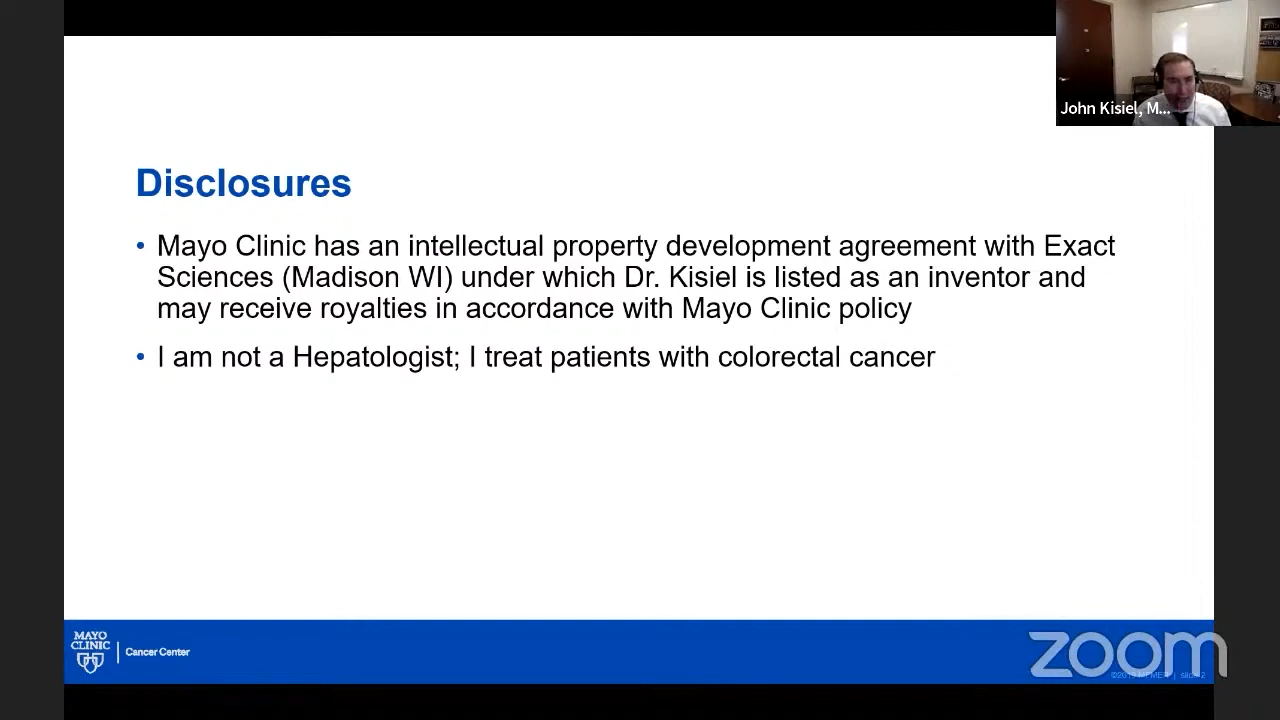 John Kisiel, M...
Disclosures
• Mayo Clinic has an intellectual property development agreement with Exact
Sciences (Madison WI) under which Dr. Kisiel is listed as an inventor and
may receive royalties in accordance with Mayo Clinic policy
• I am not a Hepatologist; I treat patients with colorectal cancer
MAYO
CLINIC
Cancer Center
zoom